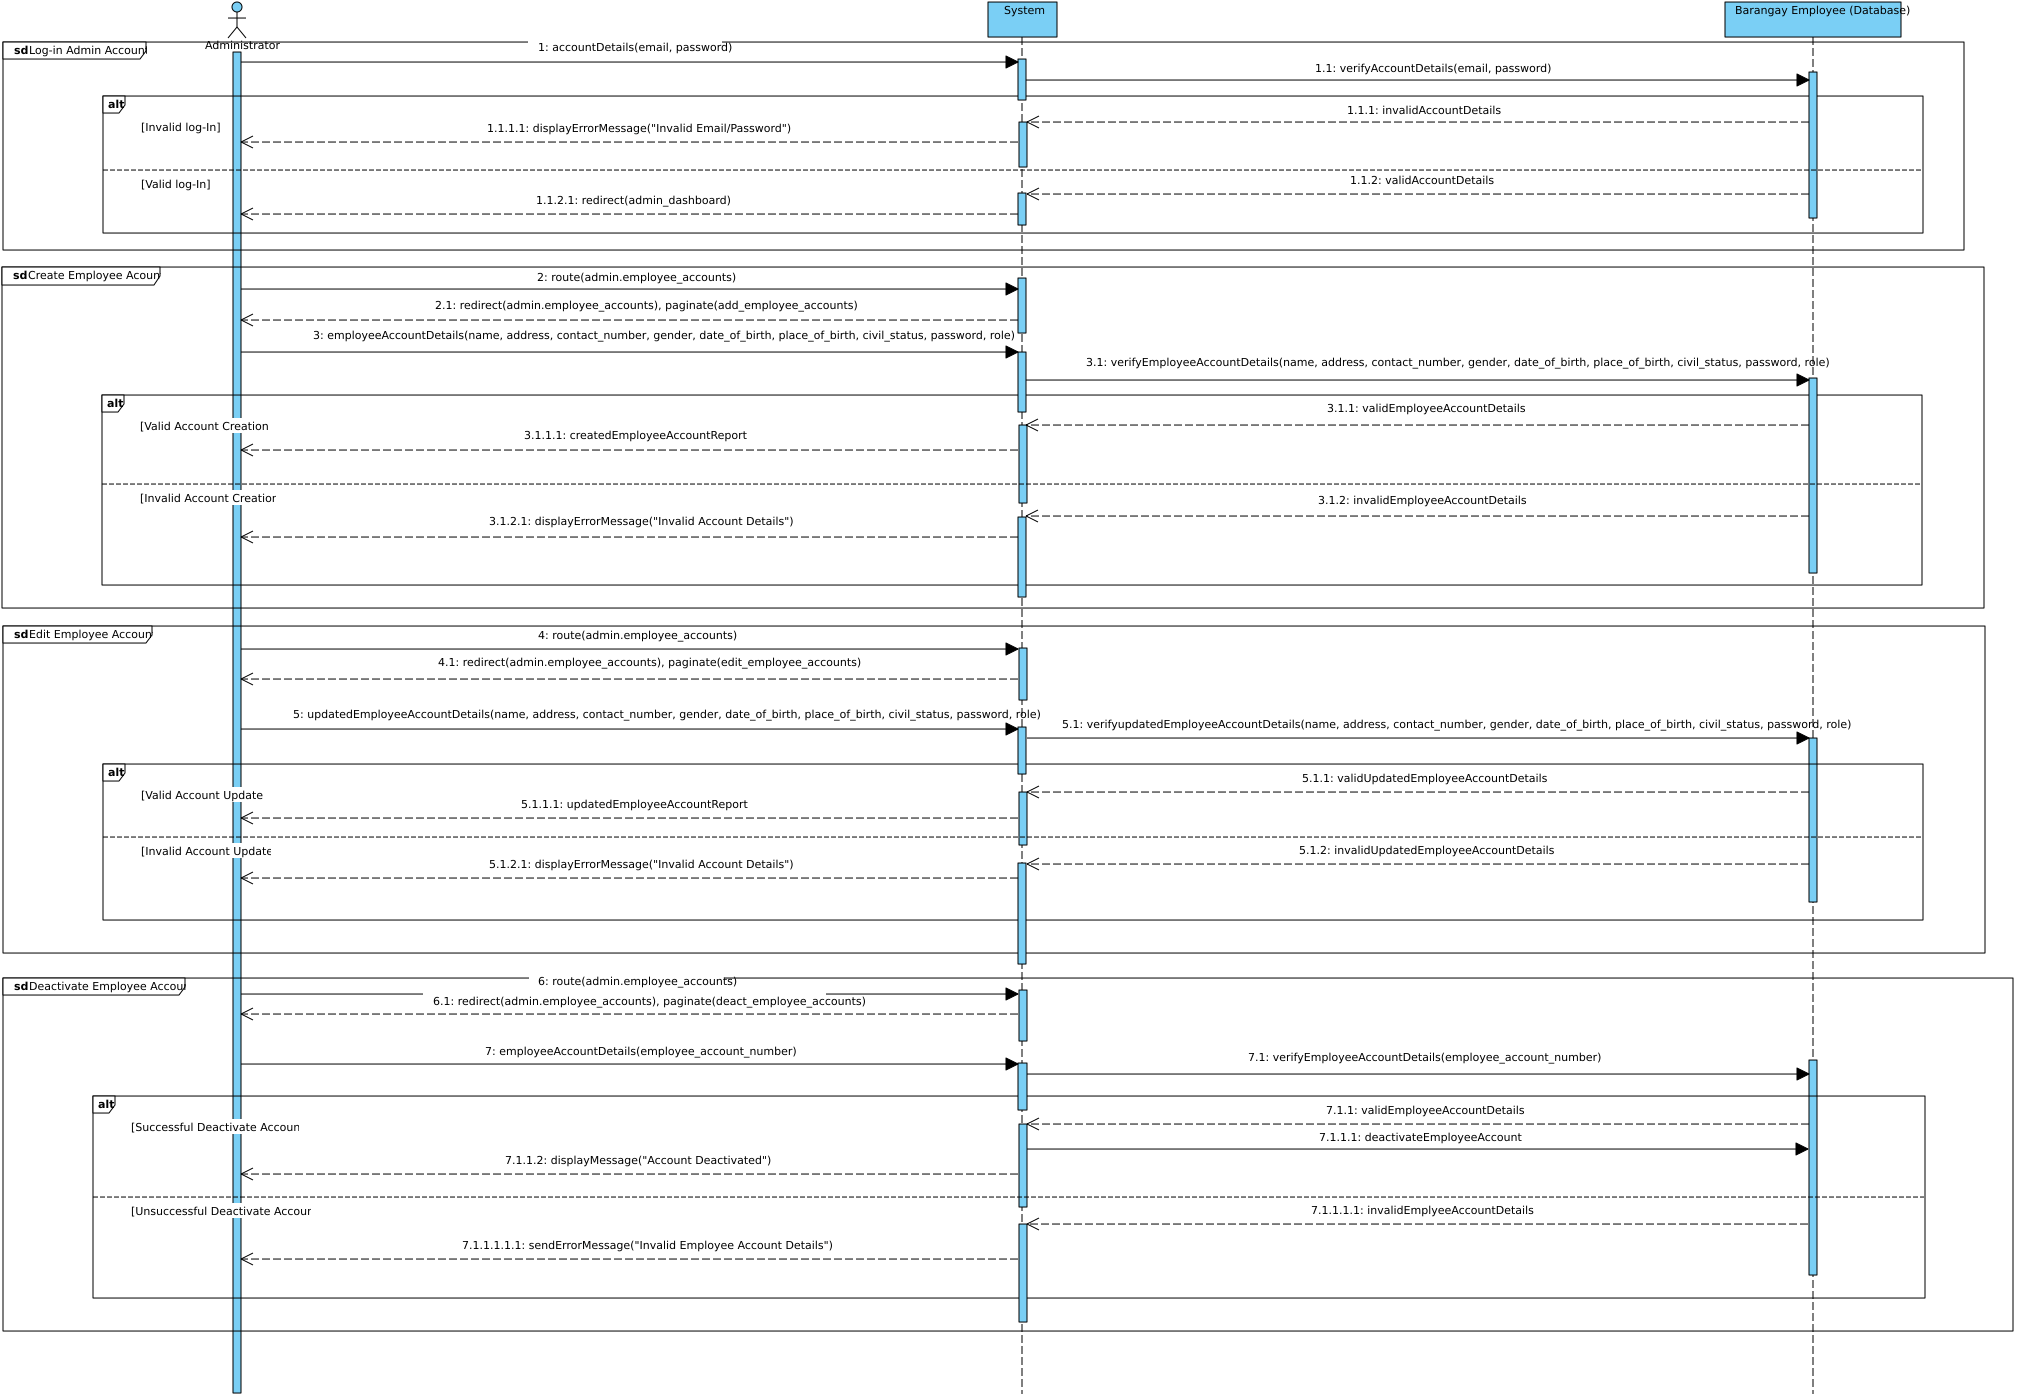 System
Barangay Employee (Database)
Administrator
sd Log-in Admin Account
1: accountDetails(email, password)
1.1: verifyAccountDetails(email, password)
alt
1.1.1: invalidAccountDetails
[Invalid log-In]
1.1.1.1: displayErrorMessage("Invalid Email/Password")
[Valid log-In]
1.1.2: validAccountDetails
1.1.2.1: redirect(admin_dashboard)
sd Create Employee Acoun
2: route(admin.employee_accounts)
2.1: redirect(admin.employee_accounts), paginate(add_employee_accounts)
3: employeeAccountDetails(name, address, contact_number, gender, date_of_birth, place_of_birth, civil_status, password, role)
3.1: verifyEmployeeAccountDetails(name, address, contact_number, gender, date_of_birth, place_of_birth, civil_status, password, role)
alt
3.1.1: validEmployeeAccountDetails
[Valid Account Creation
3.1.1.1: createdEmployeeAccountReport
[Invalid Account Creation
3.1.2: invalidEmployeeAccountDetails
3.1.2.1: displayErrorMessage("Invalid Account Details")
sd Edit Employee Accoun
4: route(admin.employee_accounts)
4.1: redirect(admin.employee_accounts), paginate(edit_employee_accounts)
5: updatedEmployeeAccountDetails(name, address, contact_number, gender, date_of_birth, place_of_birth, civil_status, password, role)
5.1: verifyupdatedEmployeeAccountDetails(name, address, contact_number, gender, date_of_birth, place_of_birth, civil_status, password, role)
alt
5.1.1: validUpdatedEmployeeAccountDetails
[Valid Account Update
5.1.1.1: updatedEmployeeAccountReport
[Invalid Account Update
5.1.2: invalidUpdatedEmployeeAccountDetails
5.1.2.1: displayErrorMessage("Invalid Account Details")
sd Deactivate Employee Accou
6: route(admin.employee_accounts)
6.1: redirect(admin.employee_accounts), paginate(deact_employee_accounts)
7: employeeAccountDetails(employee_account_number)
7.1: verifyEmployeeAccountDetails(employee_account_number)
alt
7.1.1: validEmployeeAccountDetails
[Successful Deactivate Accoun
7.1.1.1: deactivateEmployeeAccount
7.1.1.2: displayMessage("Account Deactivated")
[Unsuccessful Deactivate Accour
7.1.1.1.1: invalidEmplyeeAccountDetails
7.1.1.1.1.1: sendErrorMessage("Invalid Employee Account Details")